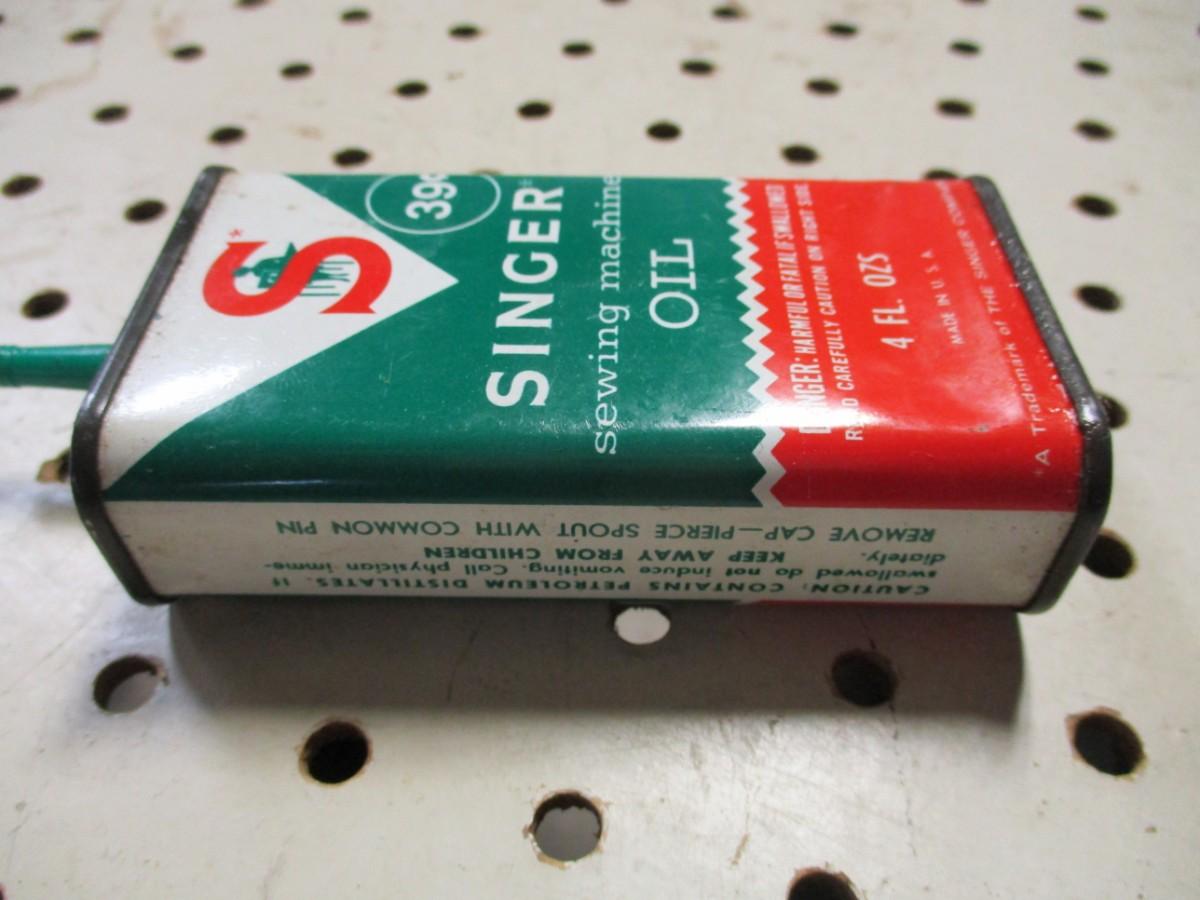 S*
39¢
SINGER*
sewing machine
OIL
DANGER: HARMFUL OR FATAL IF SWALLOWED
READ CAREFULLY CAUTION ON RIGHT SIDE
4 FL. OZS
MADE IN U.S.A
*A Trademark of THE SINGER COMPANY
CAUTION: CONTAINS PETROLEUM DISTILLATES. If
swallowed do not induce vomiting. Call physician imme-
diately. KEEP AWAY FROM CHILDREN
REMOVE CAP—PIERCE SPOUT WITH COMMON PIN